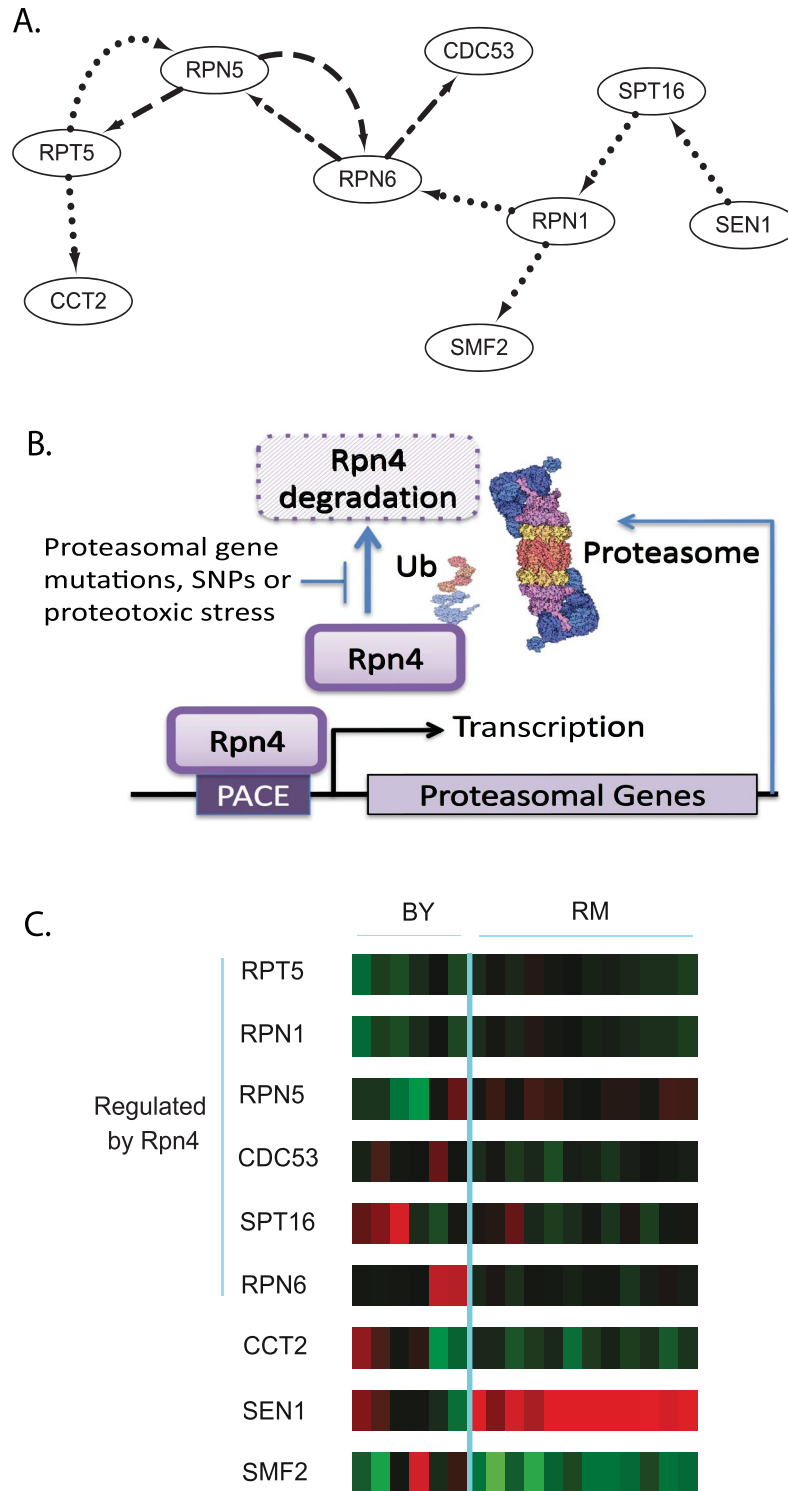 A.
RPN5
CDC53
SPT16
RPT5
RPN6
RPN1
SEN1
CCT2
SMF2
B.
Rpn4
degradation
Proteasomal gene
mutations, SNPs or
proteotoxic stress
Ub
Proteasome
Rpn4
Rpn4
Transcription
PACE
Proteasomal Genes
C.
BY
RM
RPT5
RPN1
RPN5
Regulated
by Rpn4
CDC53
SPT16
RPN6
CCT2
SEN1
SMF2